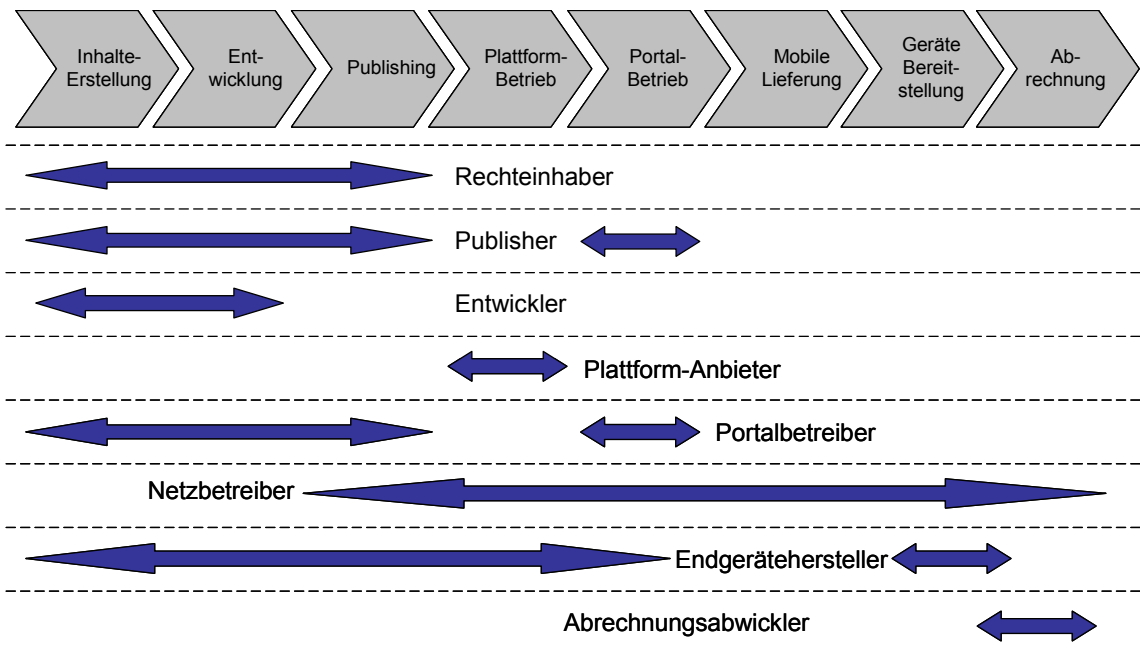 Inhalte-
Erstellung
Ent-
wicklung
Publishing
Plattform-
Betrieb
Portal-
Betrieb
Mobile
Lieferung
Geräte
Bereit-
stellung
Ab-
rechnung
Rechteinhaber
Publisher
Entwickler
Plattform-Anbieter
Portalbetreiber
Netzbetreiber
Endgerätehersteller
Abrechnungsabwickler